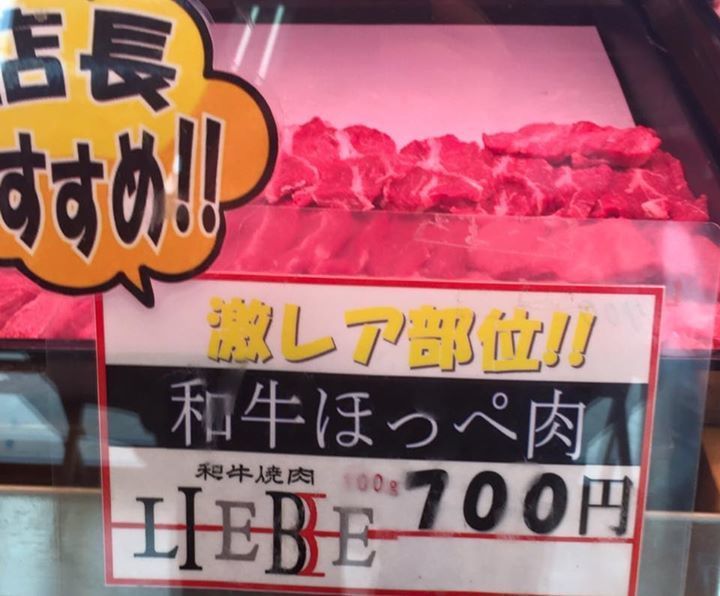 店長
すすめ!!
激レア部位!!
和牛ほっぺ肉
和牛焼肉
LIEBE
100g 700円